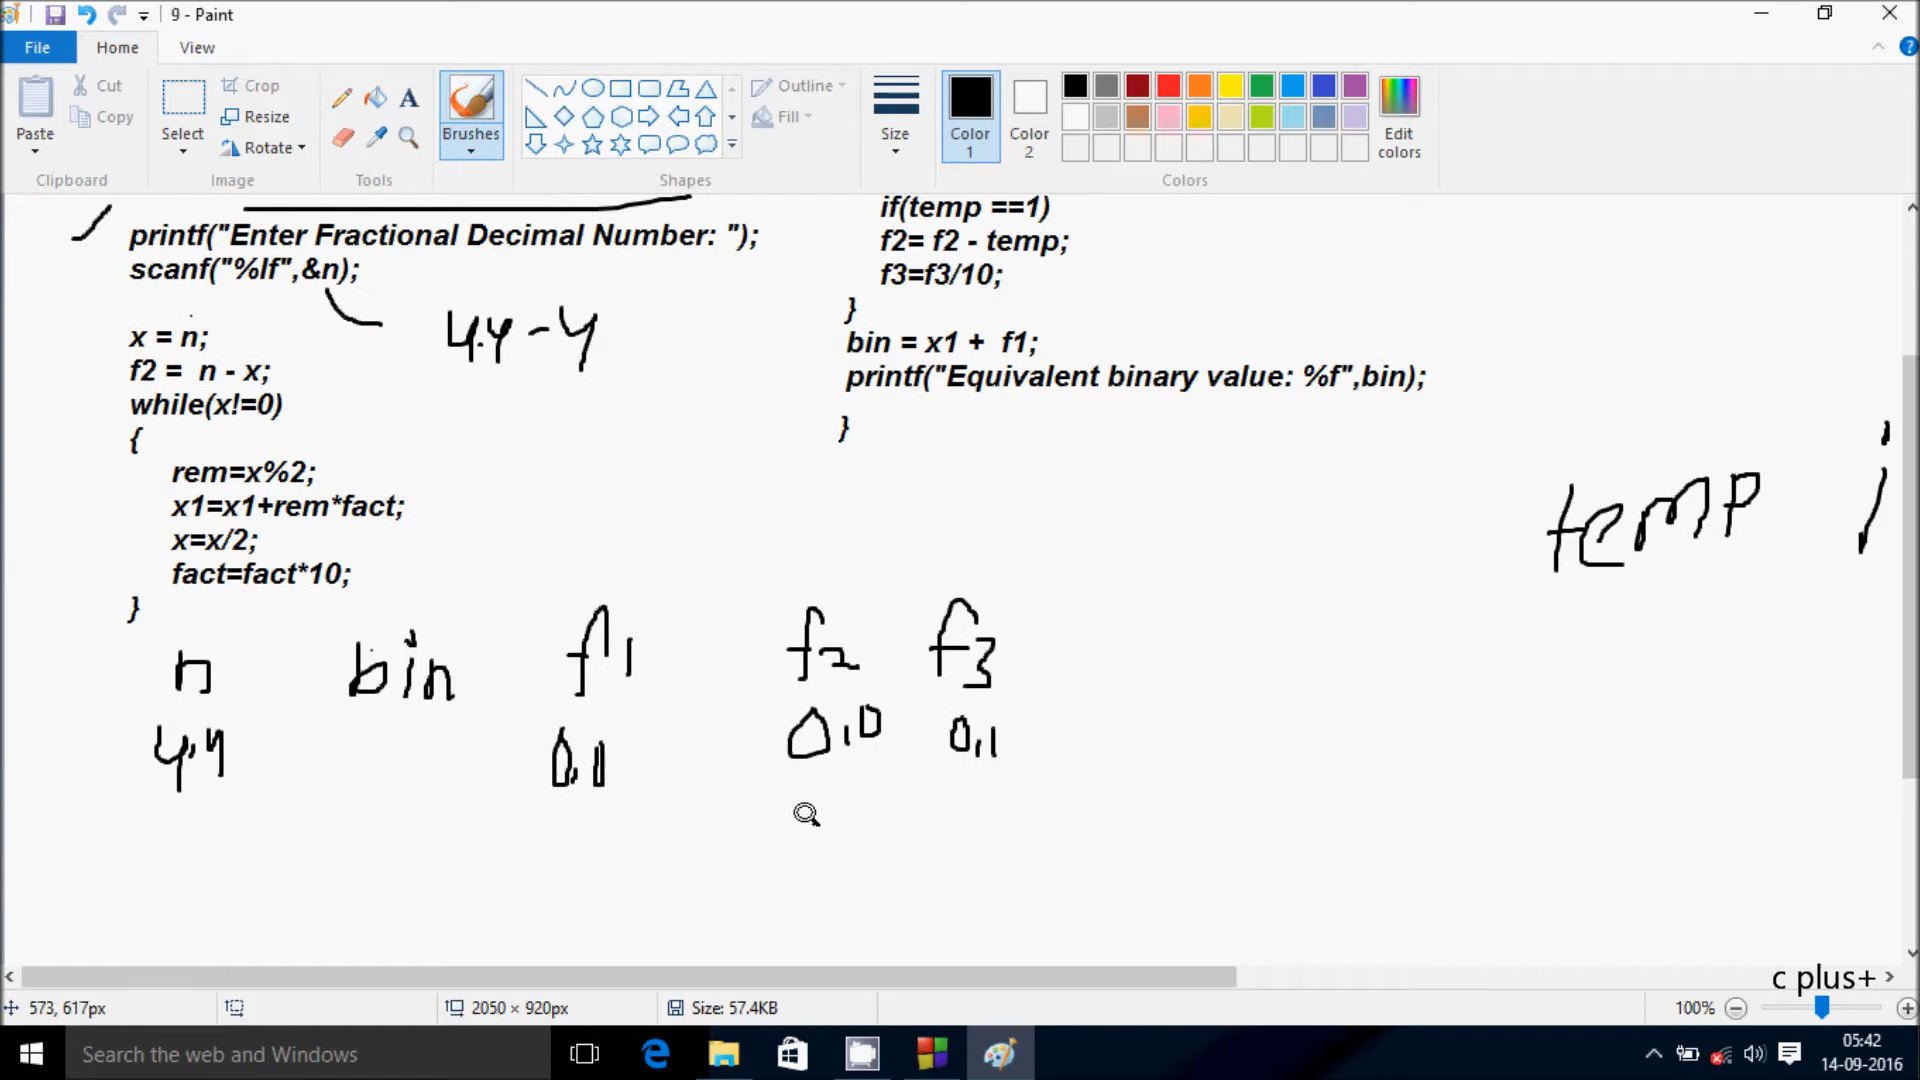 9 - Paint
File
Home
View
Paste
Cut
Copy
Clipboard
Select
Crop
Resize
Rotate
Image
A
Tools
Brushes
Outline
Fill
Shapes
Size
Color 1
Color 2
Edit colors
Colors
printf("Enter Fractional Decimal Number: ");
scanf("%lf",&n);
x = n;
f2 = n - x;
while(x!=0)
{
rem=x%2;
x1=x1+rem*fact;
x=x/2;
fact=fact*10;
}
if(temp ==1)
f2= f2 - temp;
f3=f3/10;
}
bin = x1 + f1;
printf("Equivalent binary value: %f",bin);
}
4.4 - 4
temp i
n bin f1 f2 f3
4.4 0.0 0.0 0.1
c plus+
573, 617px
2050 × 920px
Size: 57.4KB
100%
Search the web and Windows
05:42
14-09-2016